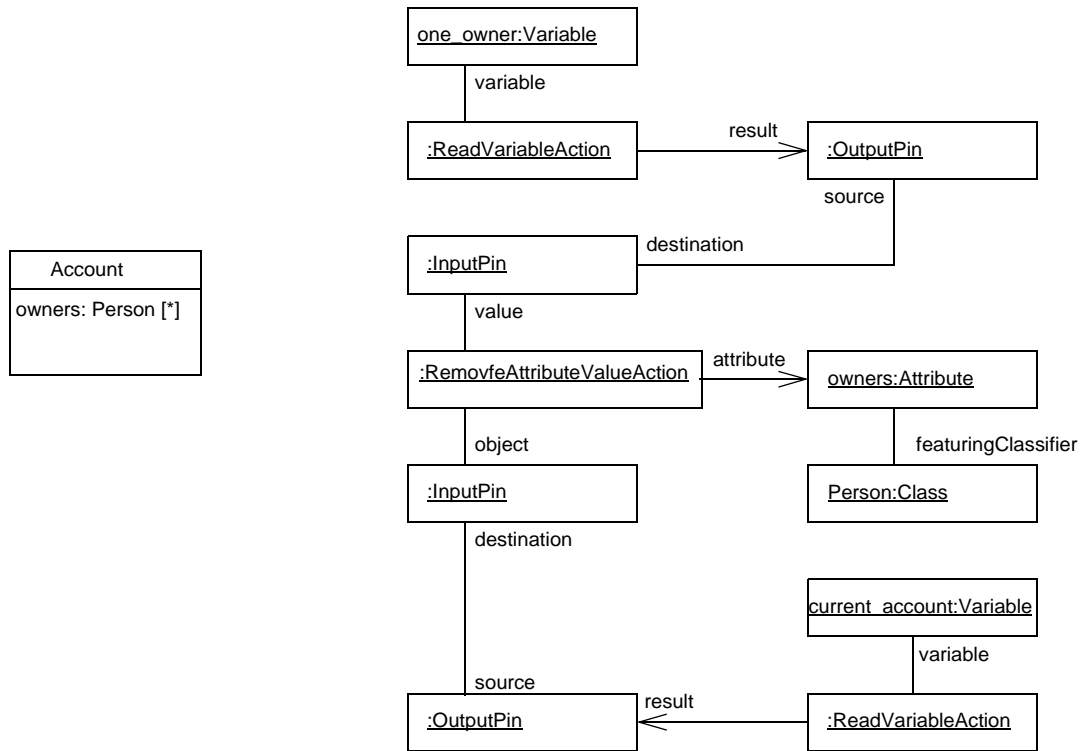 one_owner:Variable
variable
:ReadVariableAction
result
:OutputPin
source
destination
:InputPin
Account
owners: Person [*]
value
:RemovfeAttributeValueAction
attribute
owners:Attribute
object
featuringClassifier
:InputPin
Person:Class
destination
current_account:Variable
variable
source
result
:OutputPin
:ReadVariableAction